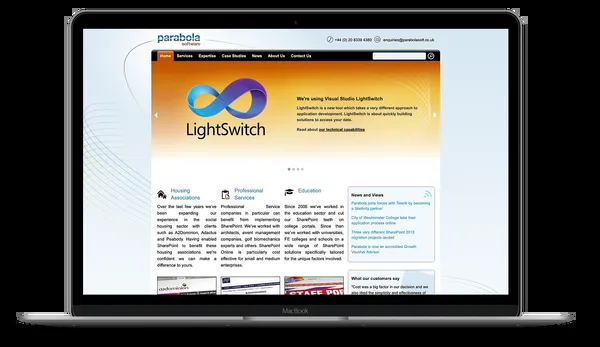 parabola
software
+44 (0) 20 8339 4380 enquiries@parabolasoft.co.uk
Home Services Expertise Case Studies News About Us Contact Us
We're using Visual Studio LightSwitch
LightSwitch is a new tool which takes a very different approach to
application development. LightSwitch is about quickly building
solutions to access your data.
Read about our technical capabilities
LightSwitch
Housing
Associations
Over the last few years we've
been expanding our
experience in the social
housing sector with clients
such as A2Dominion, Adactus
and Peabody. Having enabled
SharePoint to benefit these
housing associations we're
confident we can make a
difference to yours.
Professional
Services
Professional Service
companies in particular can
benefit from implementing
SharePoint. We've worked with
architects, event management
companies, golf biomechanics
experts and others. SharePoint
Online is particularly cost
effective for small and medium
enterprises.
Education
Since 2006 we've worked in
the education sector and cut
our SharePoint teeth on
college portals. Since then
we've worked with universities,
FE colleges and schools on a
wide range of SharePoint
solutions specifically tailored
for the unique factors involved.
News and Views
Parabola joins forces with Telerik by becoming
a Sitefinity partner
City of Westminster College take their
application process online
Three very different SharePoint 2013
migration projects landed
Parabola is now an accredited Growth
Voucher Advisor
What our customers say
"Cost was a big factor in our decision and we
also liked the simplicity and effectiveness of
a2dominion
STAFF PO
MacBook